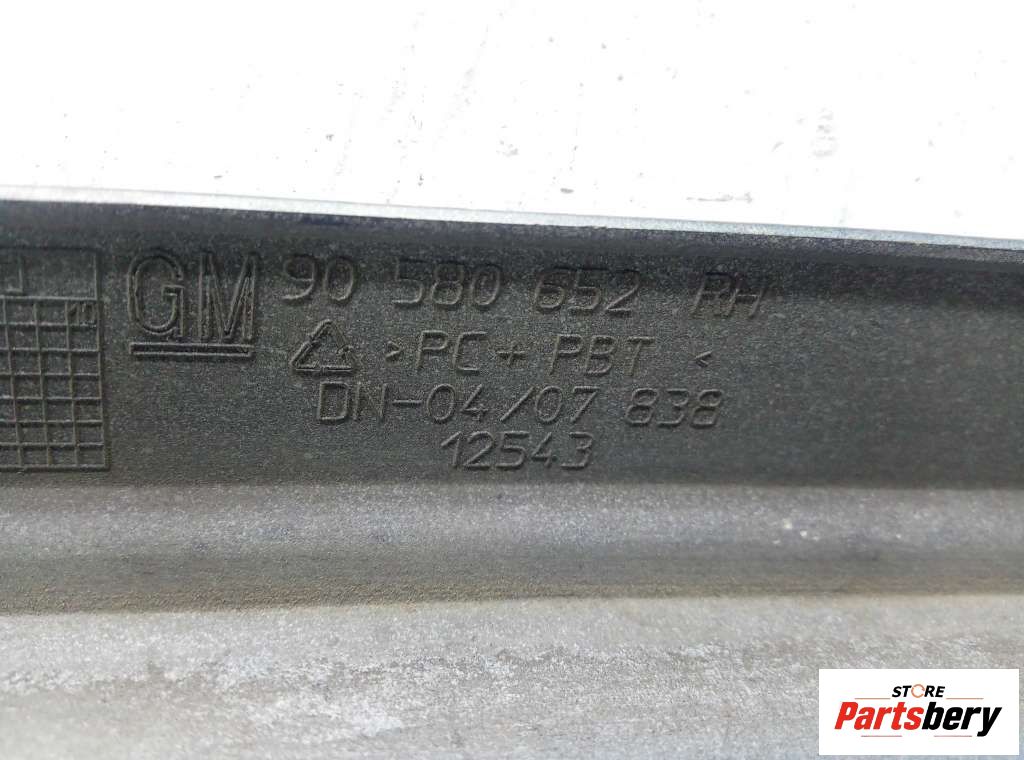 GM 90 580 652 RH
>PC+PBT<
DN-04/07 838
12543
STORE
Partsbery